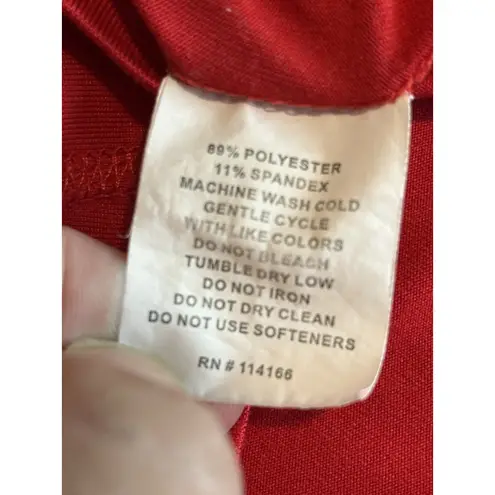 89% POLYESTER
11% SPANDEX
MACHINE WASH COLD
GENTLE CYCLE
WITH LIKE COLORS
DO NOT BLEACH
TUMBLE DRY LOW
DO NOT IRON
DO NOT DRY CLEAN
DO NOT USE SOFTENERS
RN # 114166